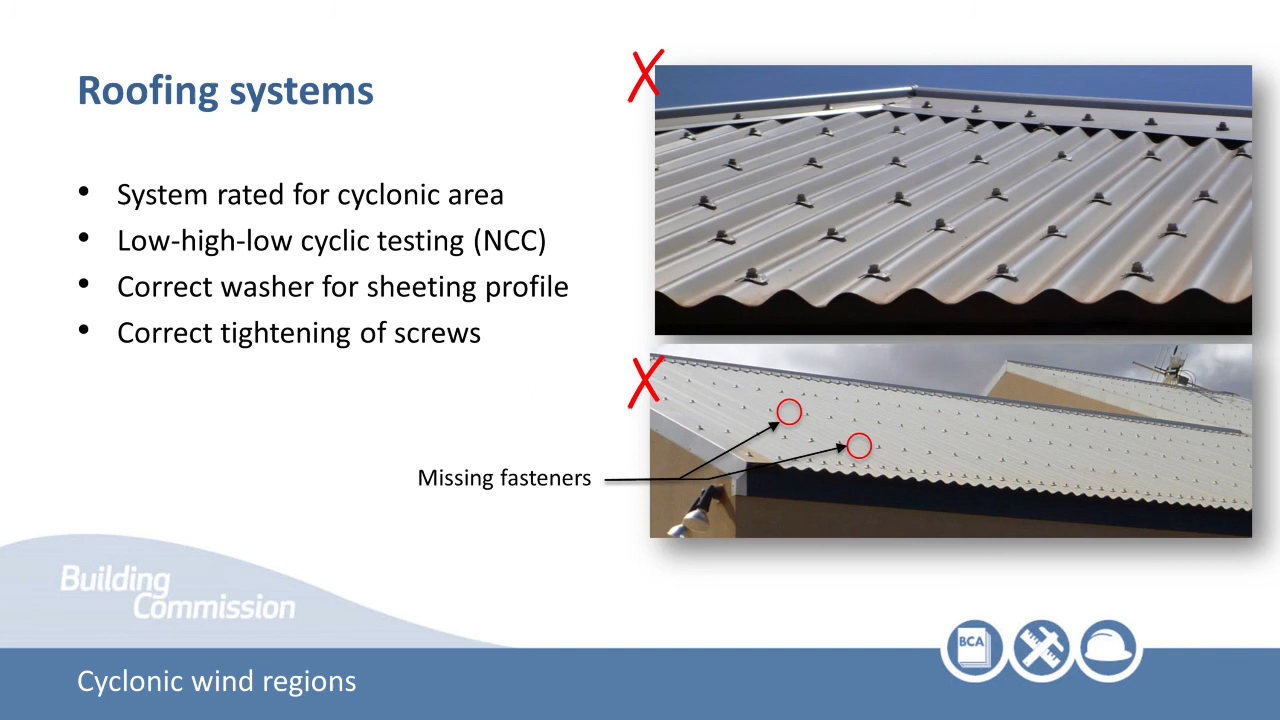 Roofing systems
• System rated for cyclonic area
• Low-high-low cyclic testing (NCC)
• Correct washer for sheeting profile
• Correct tightening of screws
Missing fasteners
Building
Commission
BCA
Cyclonic wind regions